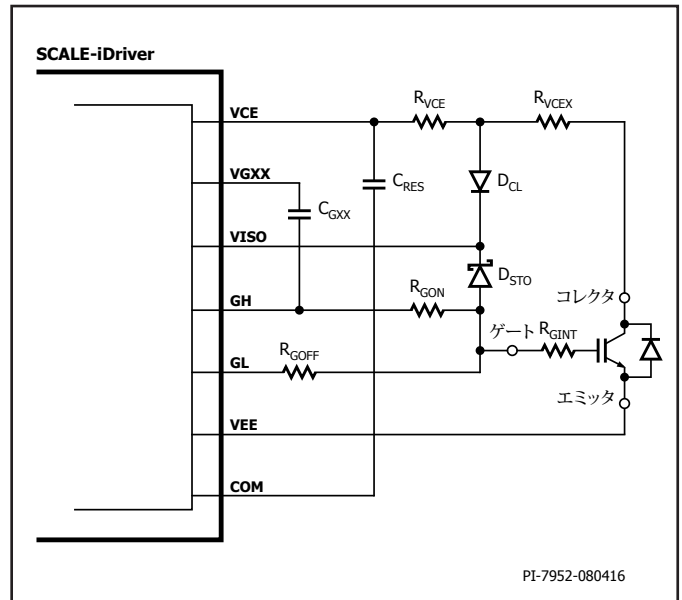 SCALE-iDriver
VCE
RVCE
RVCEX
VGXX
CGXX
CRES
DCL
VISO
DSTO
GH
RGON
コレクタ
ゲート
RGINT
GL
RGOFF
エミッタ
VEE
COM
PI-7952-080416